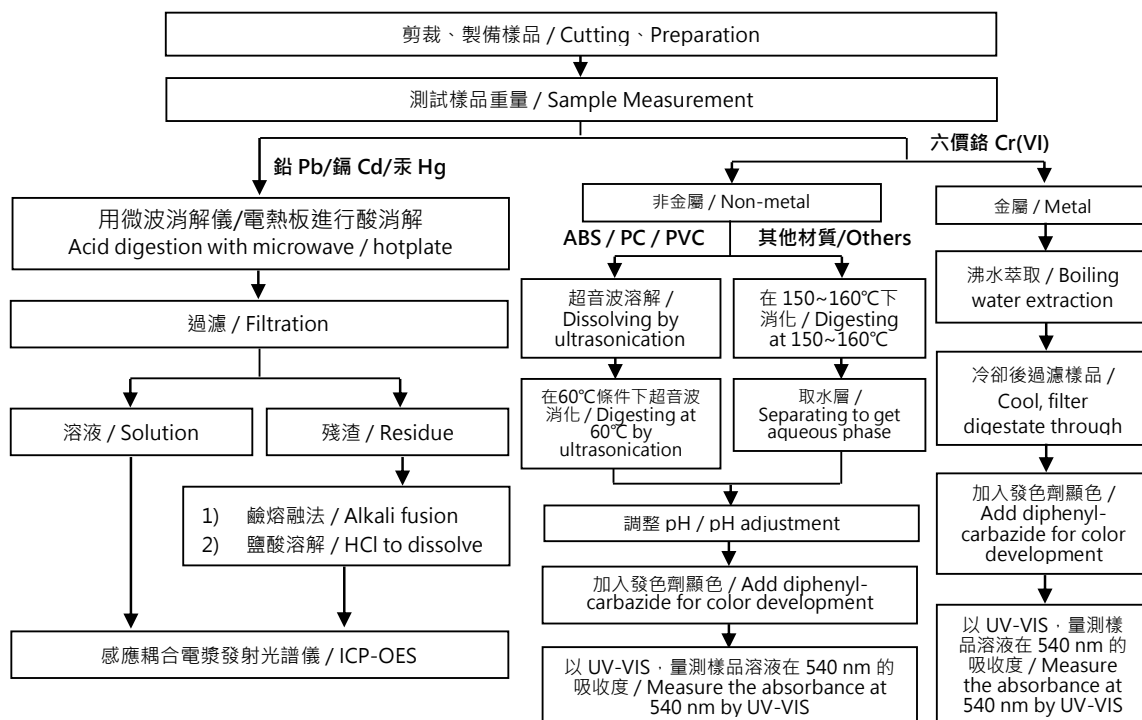 剪裁、製備樣品 / Cutting、Preparation
測試樣品重量 / Sample Measurement
鉛 Pb/鎘 Cd/汞 Hg
六價鉻 Cr(VI)
用微波消解儀/電熱板進行酸消解
Acid digestion with microwave / hotplate
過濾 / Filtration
溶液 / Solution
殘渣 / Residue
1) 鹼熔融法 / Alkali fusion
2) 鹽酸溶解 / HCl to dissolve
感應耦合電漿發射光譜儀 / ICP-OES
非金屬 / Non-metal
ABS / PC / PVC
其他材質/Others
超音波溶解 /
Dissolving by
ultrasonication
在60℃條件下超音波
消化 / Digesting at
60℃ by
ultrasonication
在 150~160℃下
消化 / Digesting
at 150~160℃
取水層 /
Separating to get
aqueous phase
調整 pH / pH adjustment
加入發色劑顯色 / Add diphenyl-
carbazide for color development
以 UV-VIS，量測樣品溶液在 540 nm 的
吸收度 / Measure the absorbance at
540 nm by UV-VIS
金屬 / Metal
沸水萃取 / Boiling
water extraction
冷卻後過濾樣品 /
Cool, filter
digestate through
加入發色劑顯色 /
Add diphenyl-
carbazide for color
development
以 UV-VIS，量測樣
品溶液在 540 nm 的
吸收度 / Measure
the absorbance at
540 nm by UV-VIS